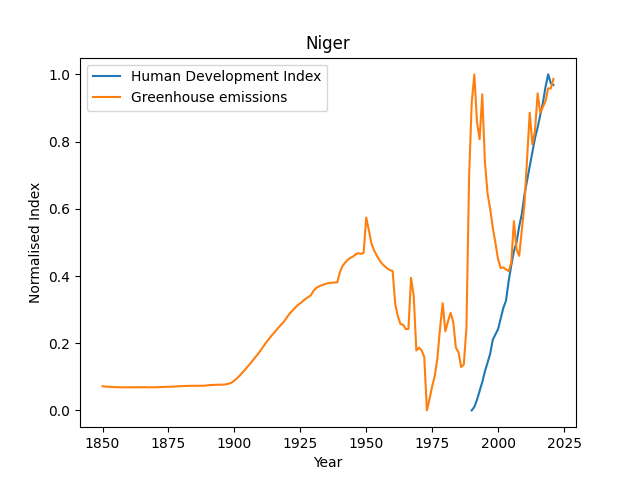 Niger
Human Development Index
Greenhouse emissions
Normalised Index
1.0
0.8
0.6
0.4
0.2
0.0
1850 1875 1900 1925 1950 1975 2000 2025
Year